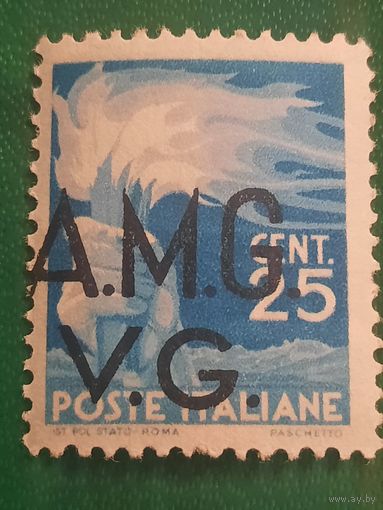 A.M.G.
CENT.
25
V.G.
POSTE ITALIANE
IST. POL. STATO - ROMA PASCHETTO
www.ay.by